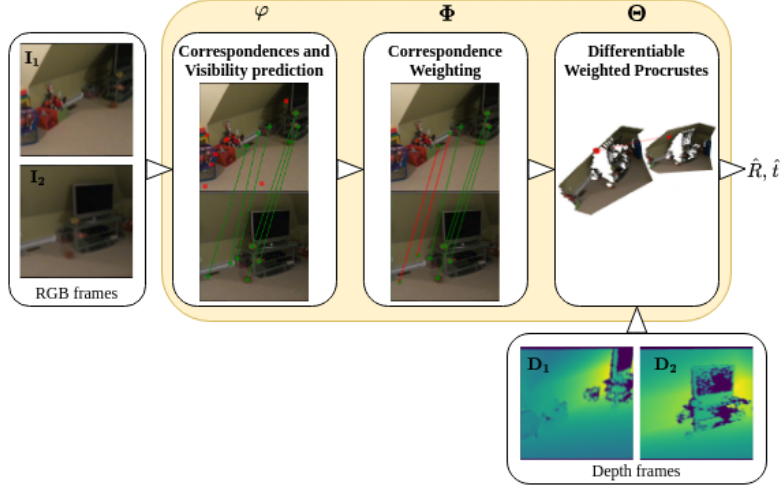 φ
Φ
Θ
I₁
I₂
RGB frames
Correspondences and
Visibility prediction
Correspondence
Weighting
Differentiable
Weighted Procrustes
R̂, t̂
D₁
D₂
Depth frames